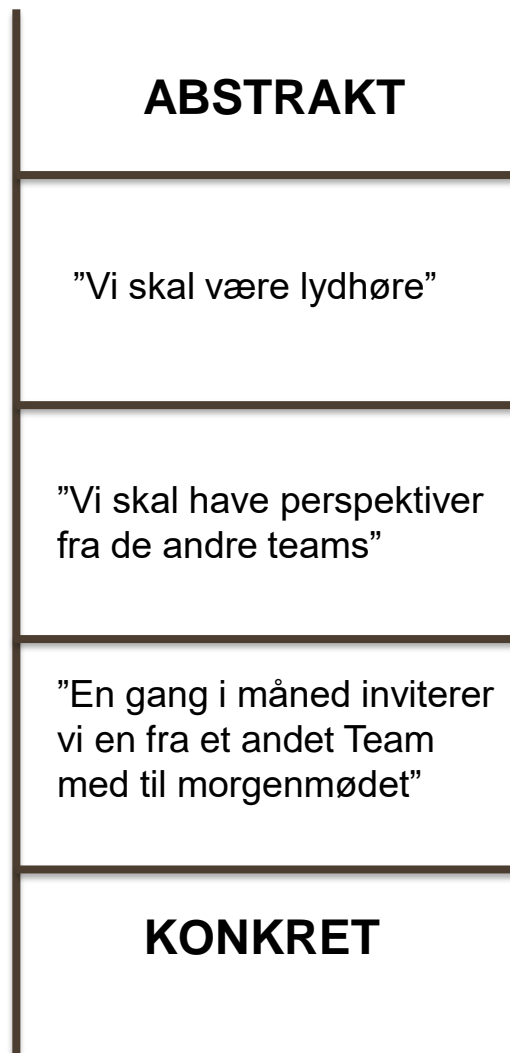 ABSTRAKT
”Vi skal være lydhøre”
”Vi skal have perspektiver
fra de andre teams”
”En gang i måned inviterer
vi en fra et andet Team
med til morgenmødet”
KONKRET